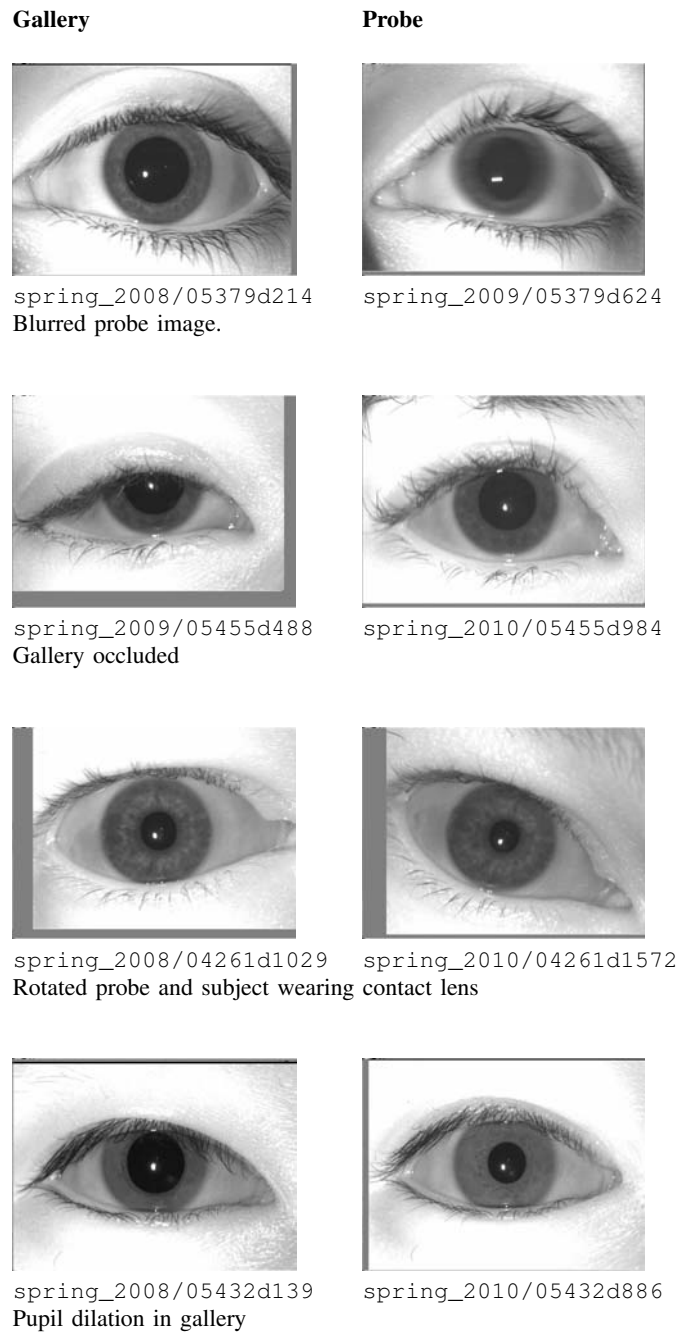 Gallery Probe
spring_2008/05379d214 spring_2009/05379d624
Blurred probe image.
spring_2009/05455d488 spring_2010/05455d984
Gallery occluded
spring_2008/04261d1029 spring_2010/04261d1572
Rotated probe and subject wearing contact lens
spring_2008/05432d139 spring_2010/05432d886
Pupil dilation in gallery